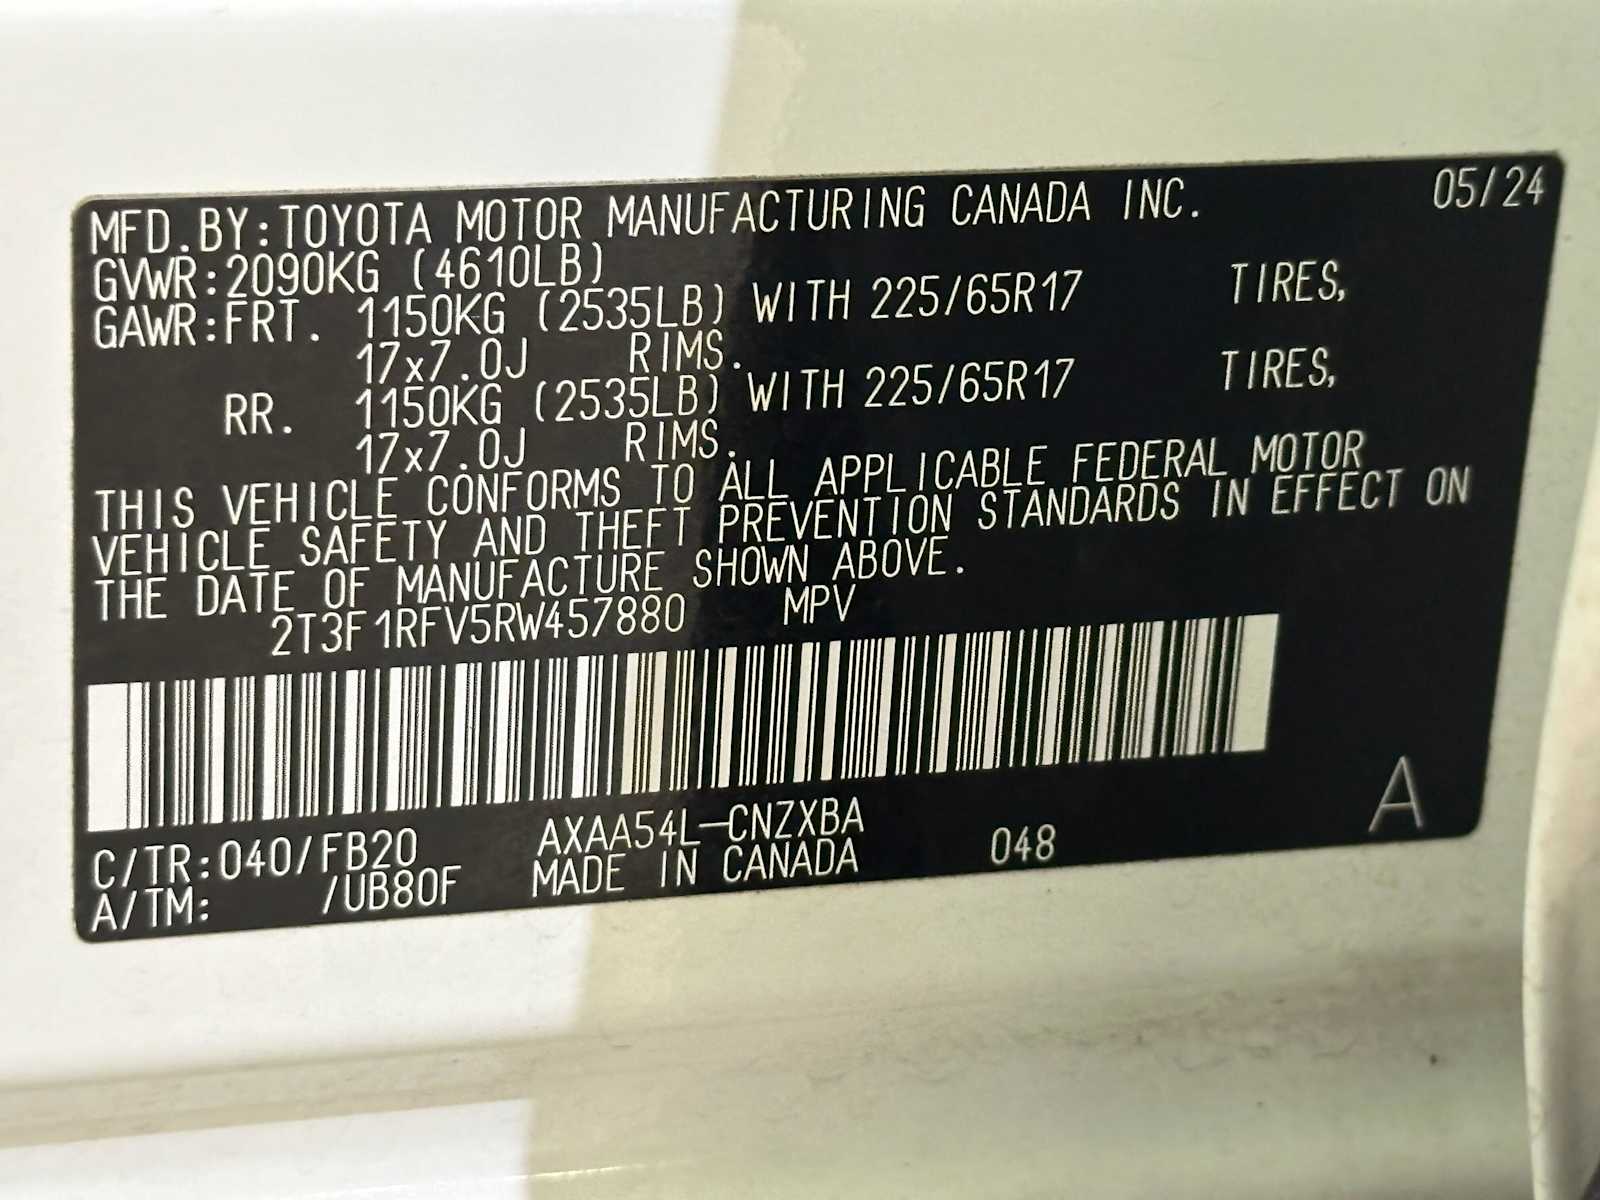 MFD.BY:TOYOTA MOTOR MANUFACTURING CANADA INC. 05/24
GVWR:2090KG (4610LB)
GAWR:FRT. 1150KG (2535LB) WITH 225/65R17 TIRES,
17x7.0J RIMS.
RR. 1150KG (2535LB) WITH 225/65R17 TIRES,
17x7.0J RIMS.
THIS VEHICLE CONFORMS TO ALL APPLICABLE FEDERAL MOTOR
VEHICLE SAFETY AND THEFT PREVENTION STANDARDS IN EFFECT ON
THE DATE OF MANUFACTURE SHOWN ABOVE.
2T3F1RFV5RW457880 MPV
C/TR:040/FB20 AXAA54L-CNZXBA
A/TM: /UB80F MADE IN CANADA 048 A